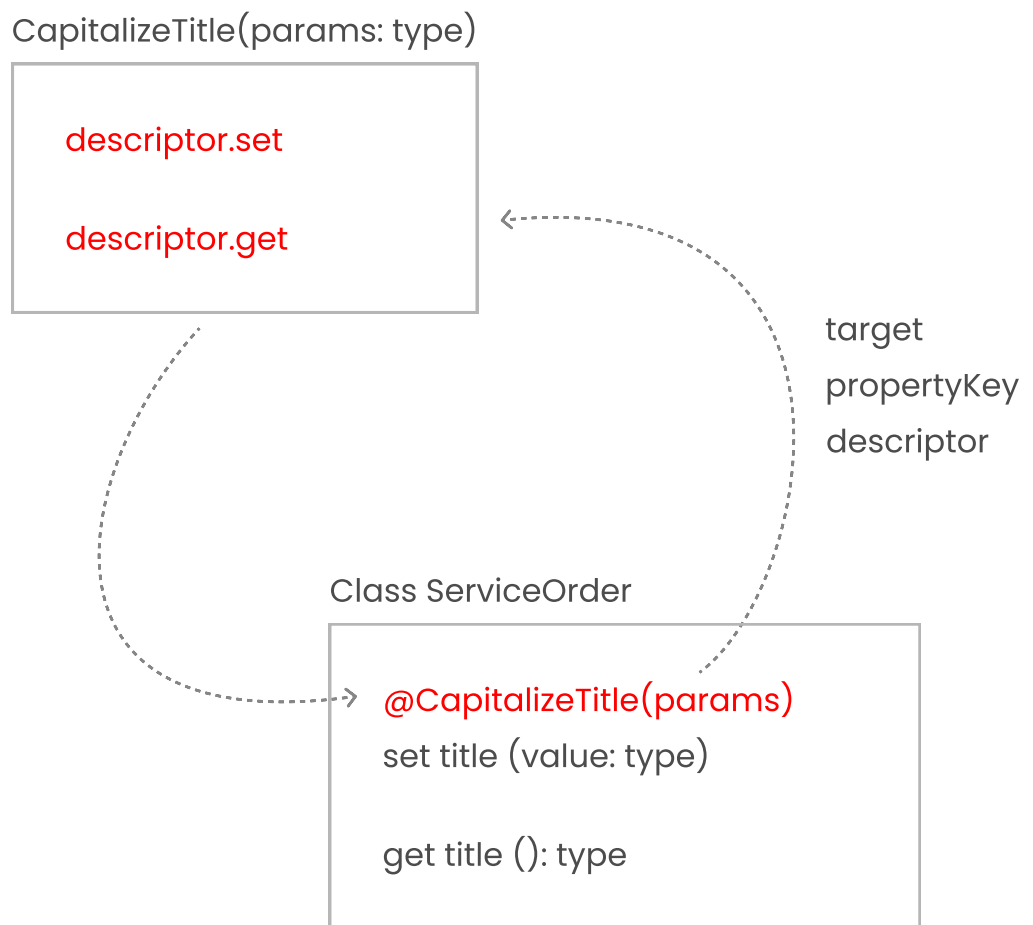 CapitalizeTitle(params: type)
descriptor.set
descriptor.get
target
propertyKey
descriptor
Class ServiceOrder
@CapitalizeTitle(params)
set title (value: type)
get title (): type